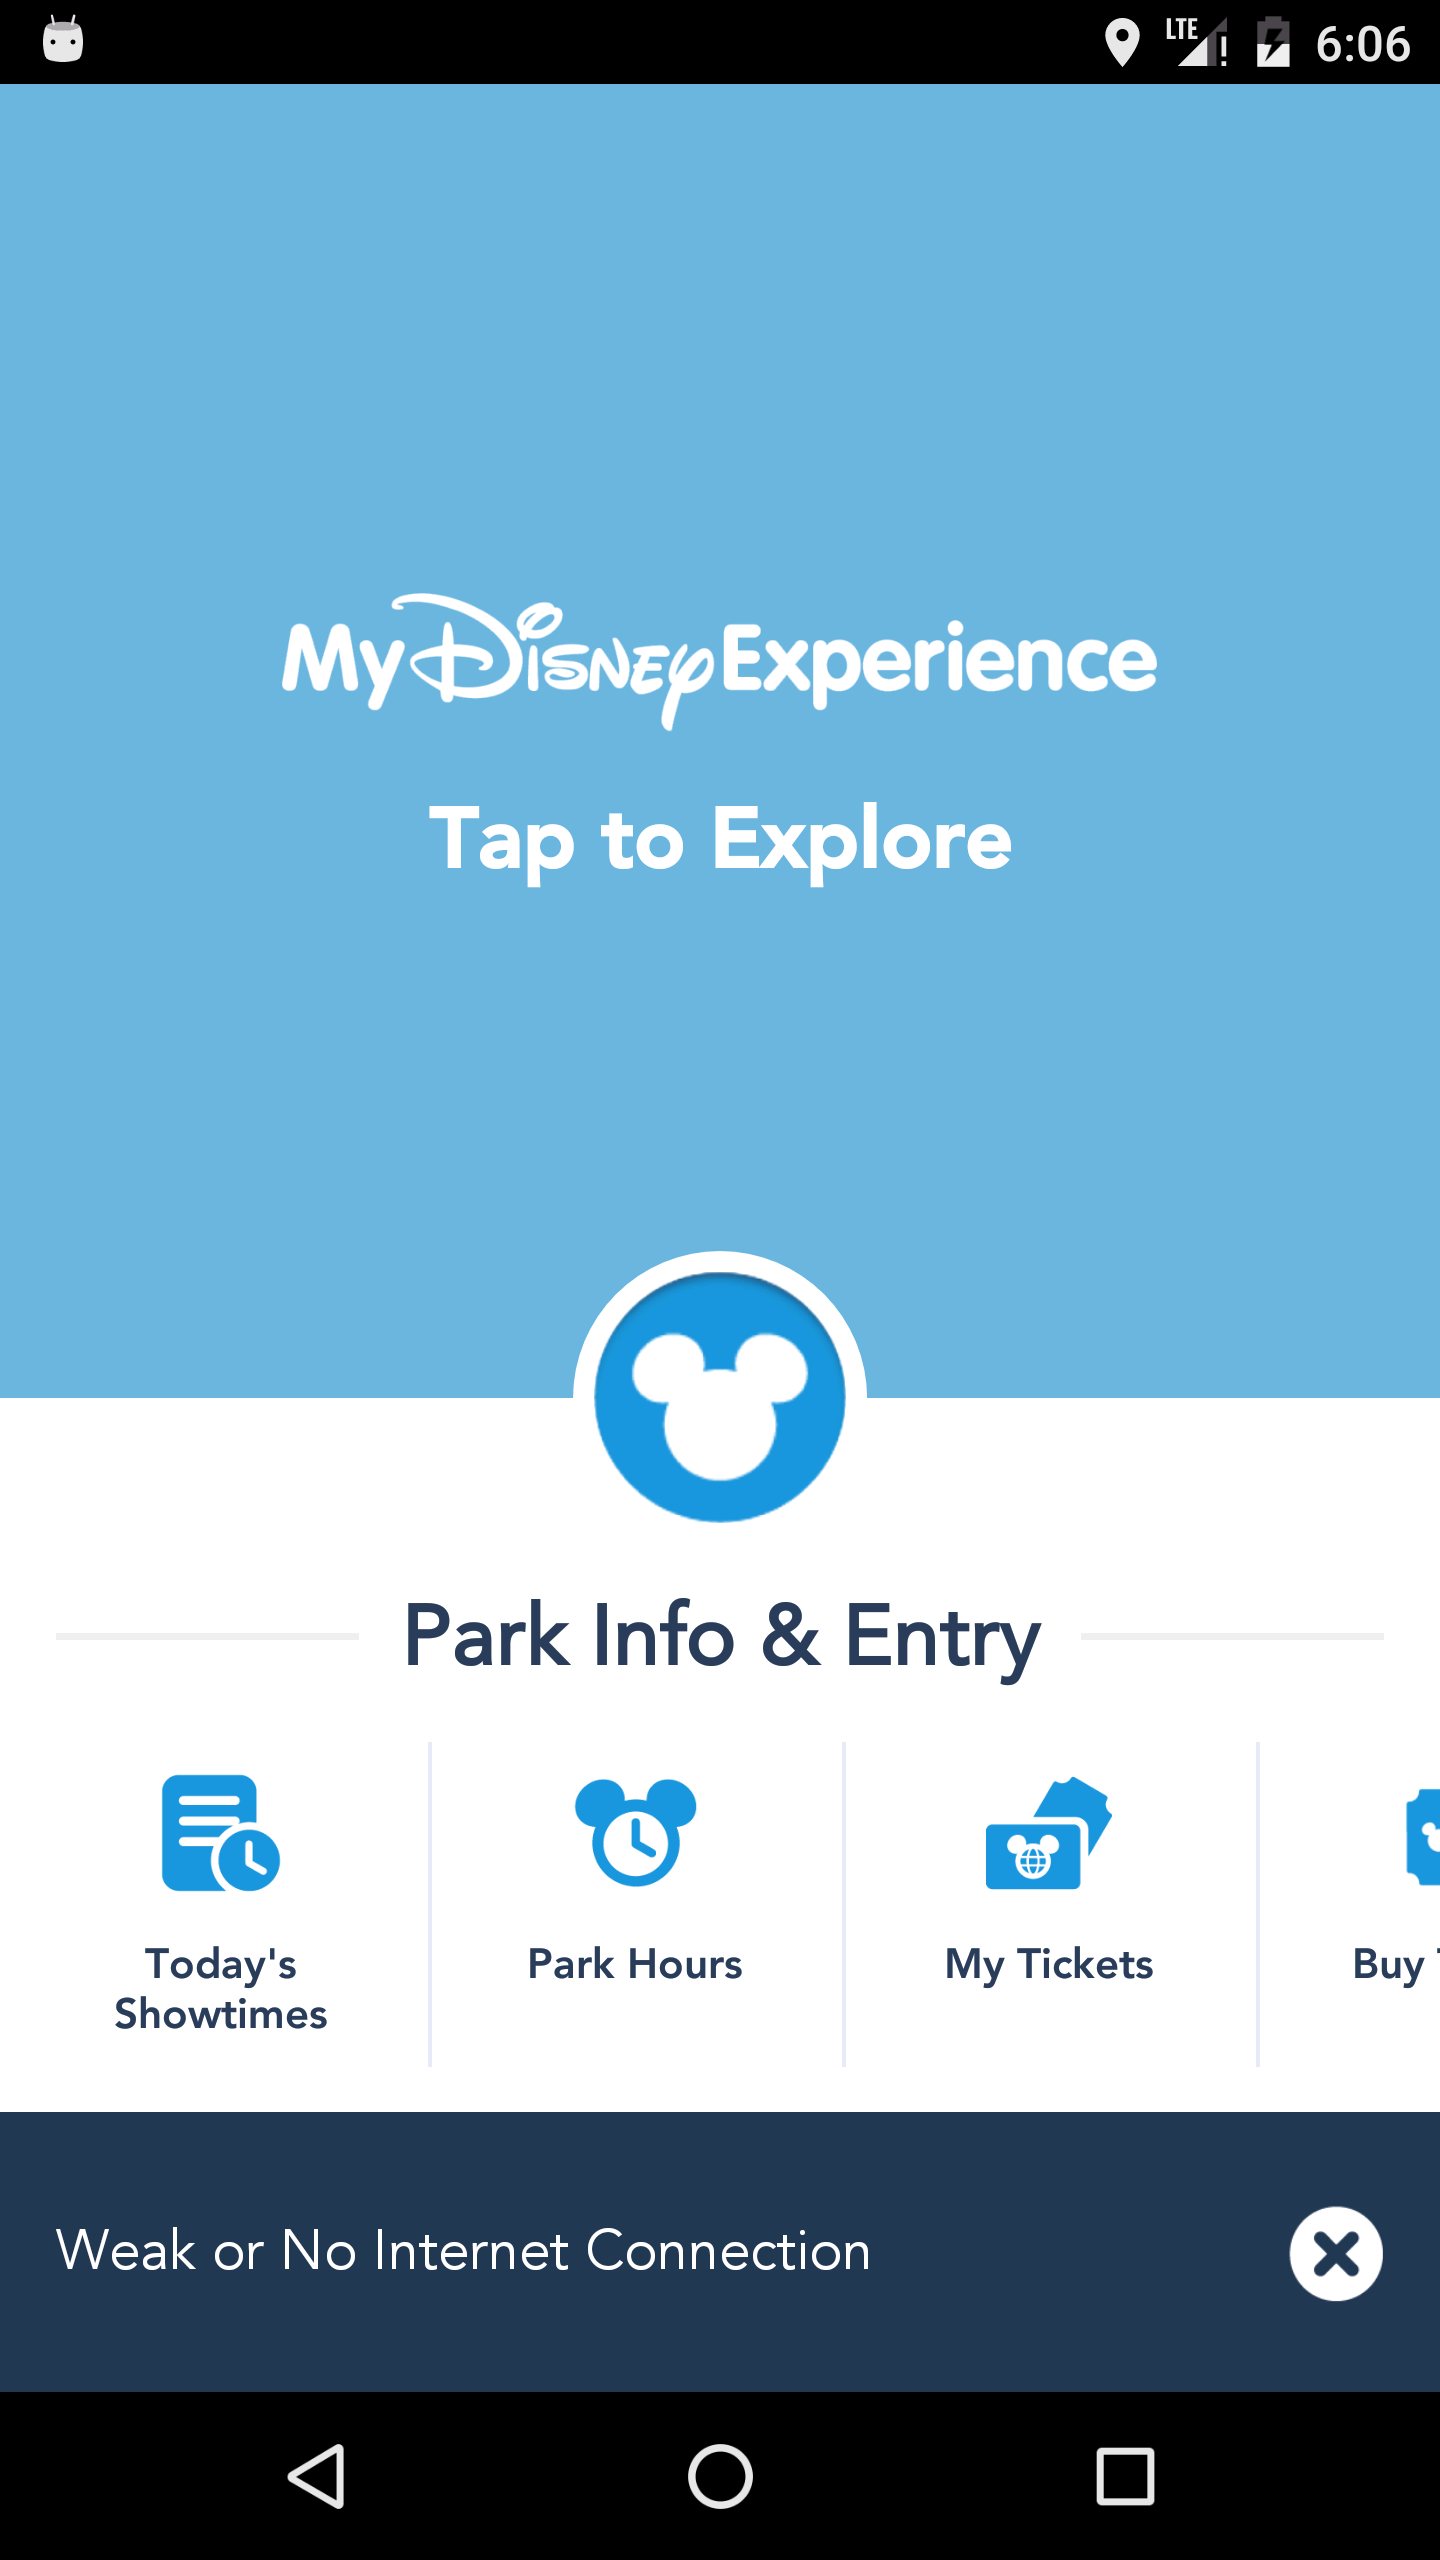 LTE 6:06
My Disney Experience
Tap to Explore
Park Info & Entry
Today's
Showtimes
Park Hours
My Tickets
Buy
Weak or No Internet Connection